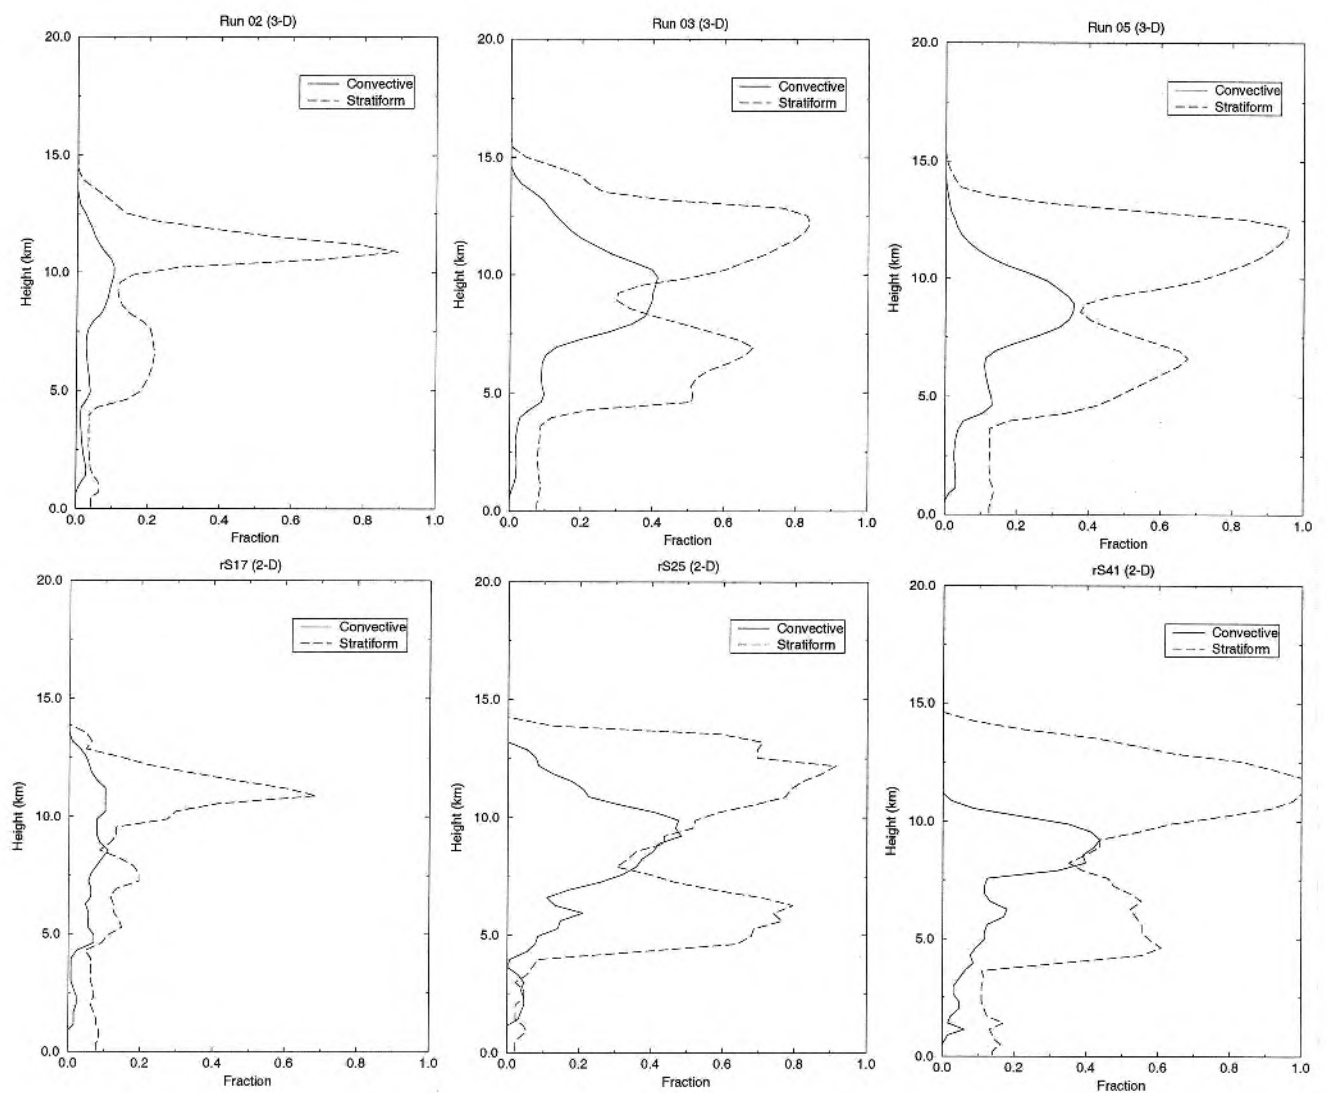 Run 02 (3-D)
20.0
15.0
10.0
5.0
0.0
Height (km)
Convective
Stratiform
0.0 0.2 0.4 0.6 0.8 1.0
Fraction
Run 03 (3-D)
20.0
15.0
10.0
5.0
0.0
Height (km)
Convective
Stratiform
0.0 0.2 0.4 0.6 0.8 1.0
Fraction
Run 05 (3-D)
20.0
15.0
10.0
5.0
0.0
Height (km)
Convective
Stratiform
0.0 0.2 0.4 0.6 0.8 1.0
Fraction
rS17 (2-D)
20.0
15.0
10.0
5.0
0.0
Height (km)
Convective
Stratiform
0.0 0.2 0.4 0.6 0.8 1.0
Fraction
rS25 (2-D)
20.0
15.0
10.0
5.0
0.0
Height (km)
Convective
Stratiform
0.0 0.2 0.4 0.6 0.8 1.0
Fraction
rS41 (2-D)
20.0
15.0
10.0
5.0
0.0
Height (km)
Convective
Stratiform
0.0 0.2 0.4 0.6 0.8 1.0
Fraction